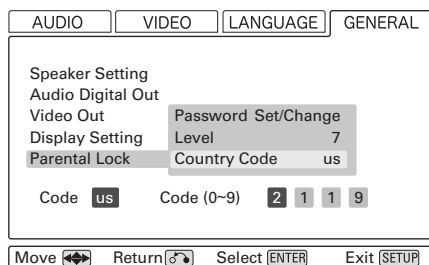 AUDIO VIDEO LANGUAGE GENERAL
Speaker Setting
Audio Digital Out
Video Out Password Set/Change
Display Setting Level 7
Parental Lock Country Code us
Code us Code (0~9) 2 1 1 9
Move Return Select ENTER Exit SETUP